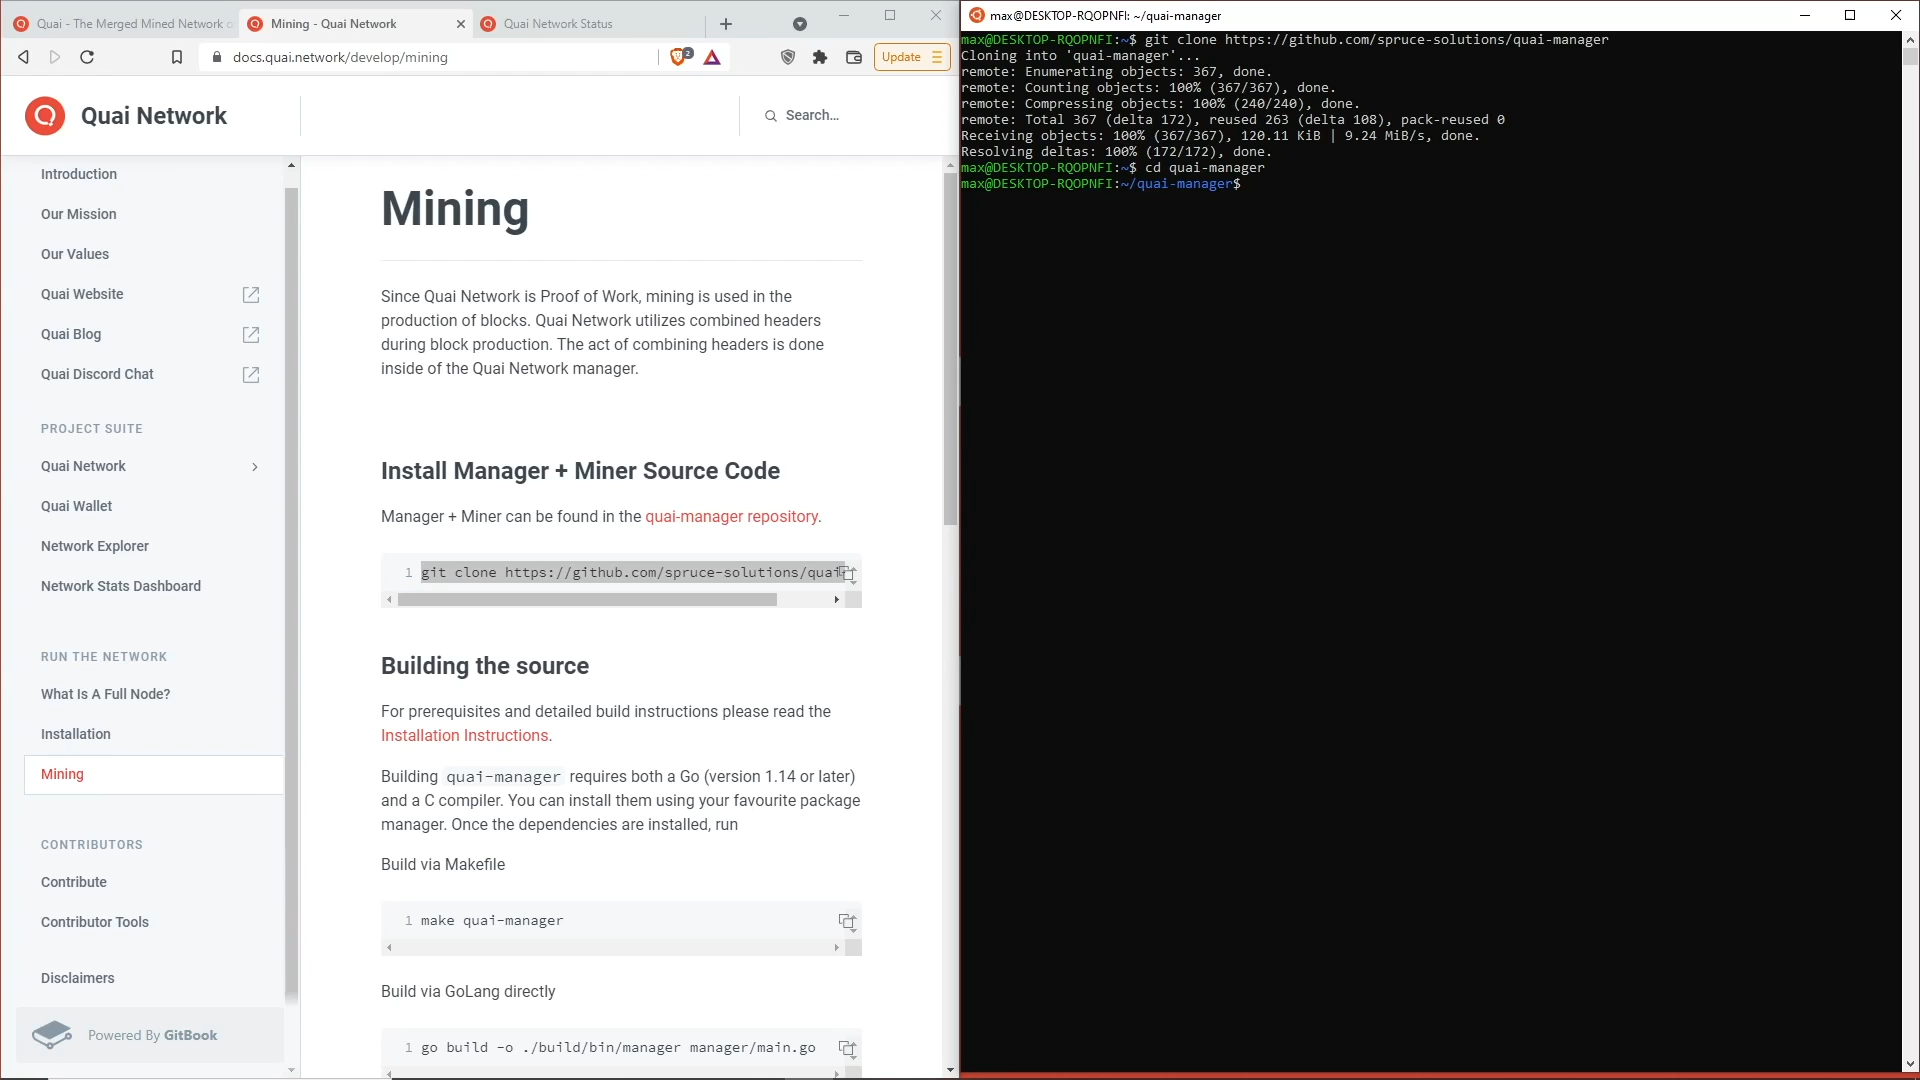 Quai - The Merged Mined Network o
Mining - Quai Network
Quai Network Status
docs.quai.network/develop/mining
2
Update
Quai Network
Search...
Introduction
Our Mission
Our Values
Quai Website
Quai Blog
Quai Discord Chat
PROJECT SUITE
Quai Network
Quai Wallet
Network Explorer
Network Stats Dashboard
RUN THE NETWORK
What Is A Full Node?
Installation
Mining
CONTRIBUTORS
Contribute
Contributor Tools
Disclaimers
Powered By GitBook
Mining
Since Quai Network is Proof of Work, mining is used in the
production of blocks. Quai Network utilizes combined headers
during block production. The act of combining headers is done
inside of the Quai Network manager.
Install Manager + Miner Source Code
Manager + Miner can be found in the quai-manager repository.
1 git clone https://github.com/spruce-solutions/quai
Building the source
For prerequisites and detailed build instructions please read the
Installation Instructions.
Building quai-manager requires both a Go (version 1.14 or later)
and a C compiler. You can install them using your favourite package
manager. Once the dependencies are installed, run
Build via Makefile
1 make quai-manager
Build via GoLang directly
1 go build -o ./build/bin/manager manager/main.go
max@DESKTOP-RQOPNFI: ~/quai-manager
max@DESKTOP-RQOPNFI:~$ git clone https://github.com/spruce-solutions/quai-manager
Cloning into 'quai-manager'...
remote: Enumerating objects: 367, done.
remote: Counting objects: 100% (367/367), done.
remote: Compressing objects: 100% (240/240), done.
remote: Total 367 (delta 172), reused 263 (delta 108), pack-reused 0
Receiving objects: 100% (367/367), 120.11 KiB | 9.24 MiB/s, done.
Resolving deltas: 100% (172/172), done.
max@DESKTOP-RQOPNFI:~$ cd quai-manager
max@DESKTOP-RQOPNFI:~/quai-manager$